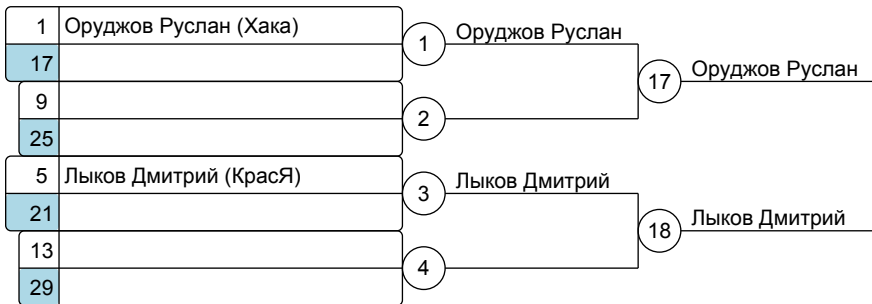 1 Оруджов Руслан (Хака)
17
1 Оруджов Руслан
9
25
2
17 Оруджов Руслан
5 Лыков Дмитрий (КрасЯ)
21
3 Лыков Дмитрий
13
29
4
18 Лыков Дмитрий